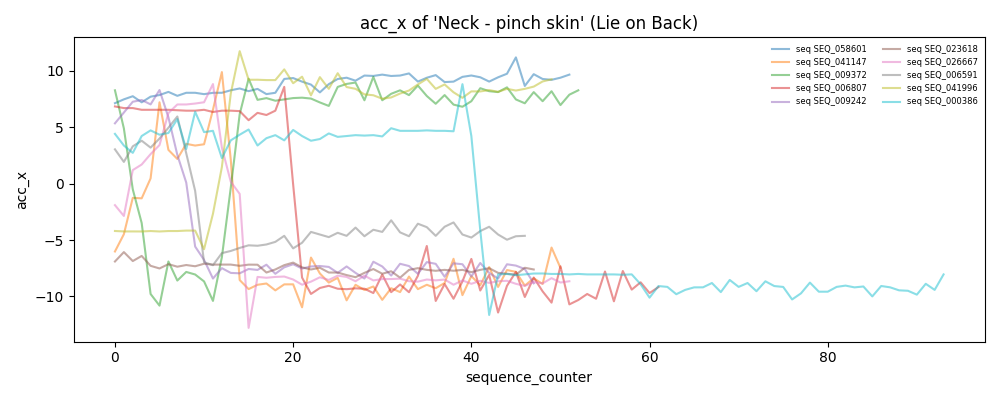 acc_x of 'Neck - pinch skin' (Lie on Back)
acc_x
10
5
0
−5
−10
seq SEQ_058601
seq SEQ_041147
seq SEQ_009372
seq SEQ_006807
seq SEQ_009242
seq SEQ_023618
seq SEQ_026667
seq SEQ_006591
seq SEQ_041996
seq SEQ_000386
0 20 40 60 80
sequence_counter